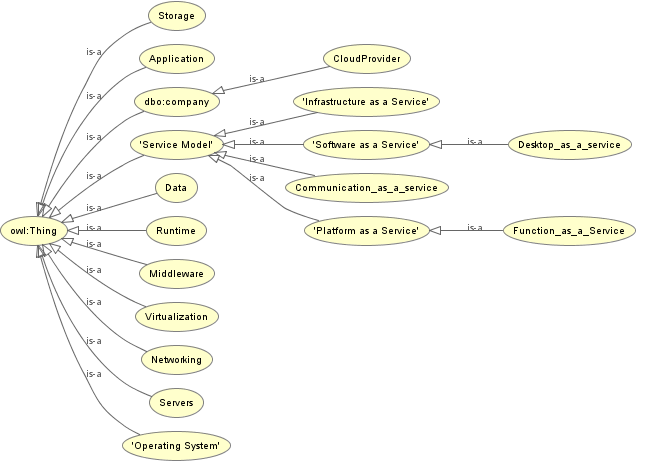 Storage
is-a
Application
CloudProvider
is-a
is-a
dbo:company
'Infrastructure as a Service'
is-a
is-a
'Service Model'
is-a
'Software as a Service'
is-a
Desktop_as_a_service
is-a
is-a
Data
Communication_as_a_service
is-a
is-a
owl:Thing
is-a
Runtime
'Platform as a Service'
is-a
Function_as_a_Service
is-a
Middleware
is-a
is-a
Virtualization
is-a
Networking
is-a
Servers
'Operating System'